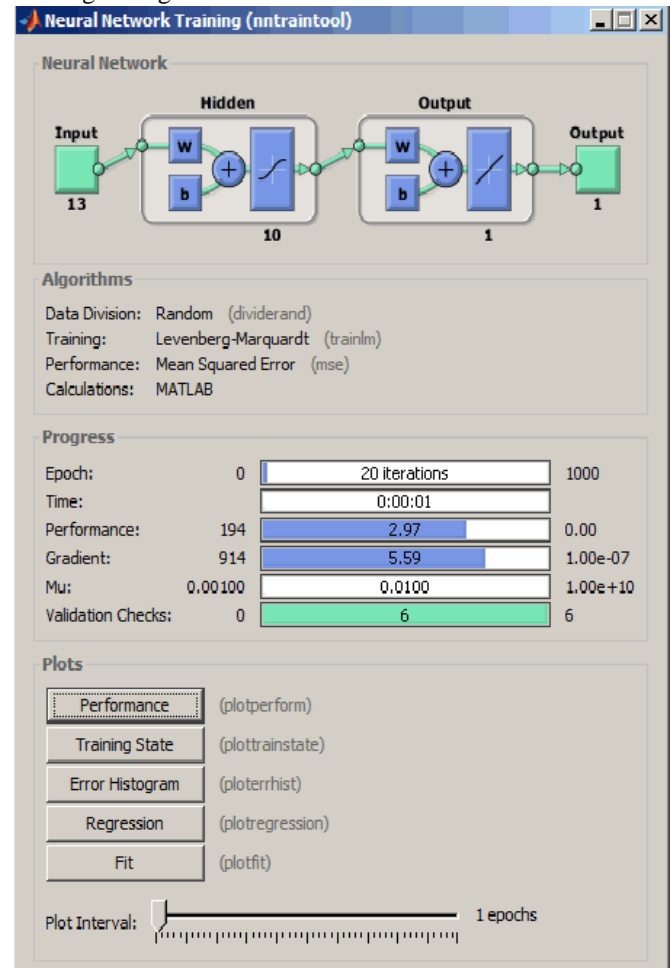 Neural Network Training (nntraintool)
Neural Network
Hidden Output
Input Output
W W
+ +
b b
13 1
10 1
Algorithms
Data Division: Random (dividerand)
Training: Levenberg-Marquardt (trainlm)
Performance: Mean Squared Error (mse)
Calculations: MATLAB
Progress
Epoch: 0 20 iterations 1000
Time: 0:00:01
Performance: 194 2.97 0.00
Gradient: 914 5.59 1.00e-07
Mu: 0.00100 0.0100 1.00e+10
Validation Checks: 0 6 6
Plots
Performance (plotperform)
Training State (plottrainstate)
Error Histogram (ploterrhist)
Regression (plotregression)
Fit (plotfit)
Plot Interval: 1 epochs